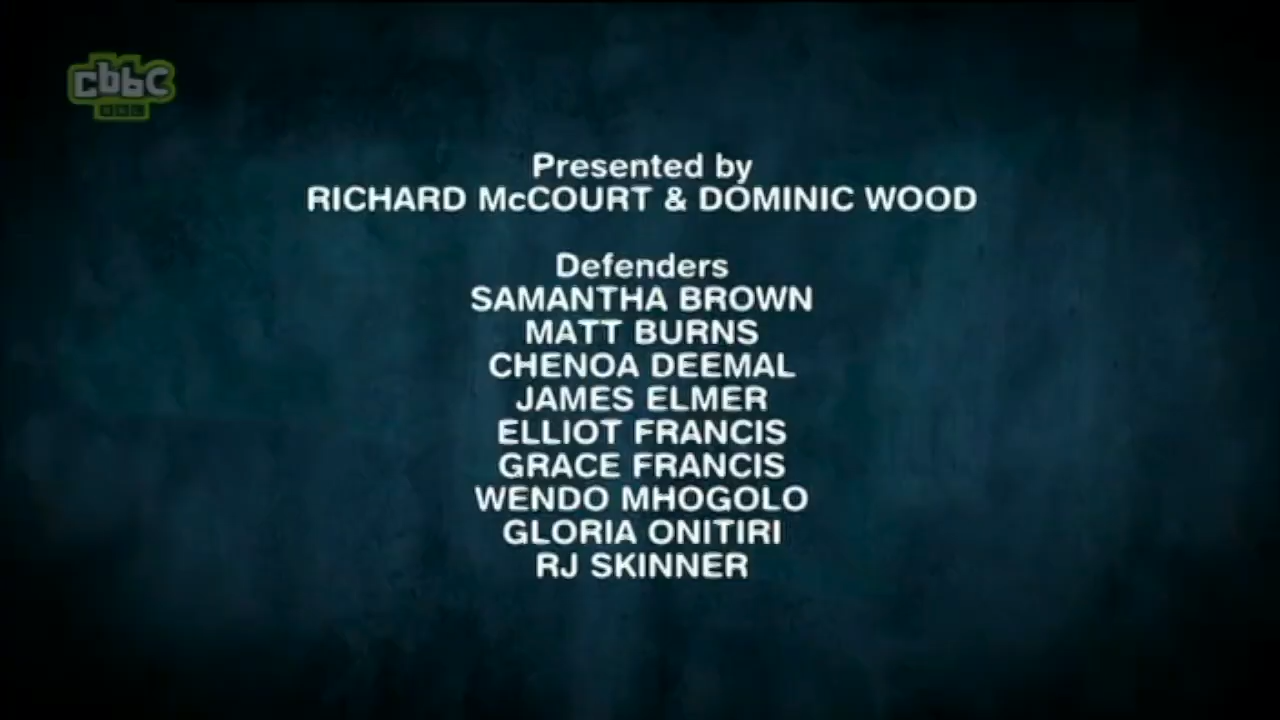 cbbc
BBC
Presented by
RICHARD McCOURT & DOMINIC WOOD
Defenders
SAMANTHA BROWN
MATT BURNS
CHENOA DEEMAL
JAMES ELMER
ELLIOT FRANCIS
GRACE FRANCIS
WENDO MHOGOLO
GLORIA ONITIRI
RJ SKINNER